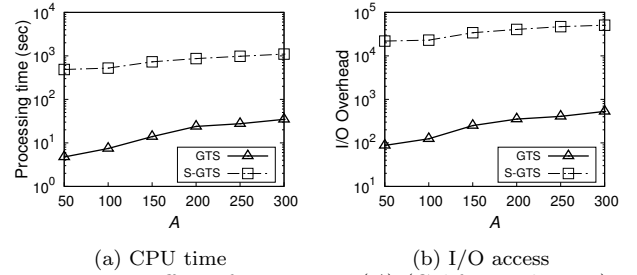 Processing time (sec)
10^4
10^3
10^2
10^1
10^0
GTS
S-GTS
50 100 150 200 250 300
A
I/O Overhead
10^5
10^4
10^3
10^2
10^1
GTS
S-GTS
50 100 150 200 250 300
A
(a) CPU time
(b) I/O access